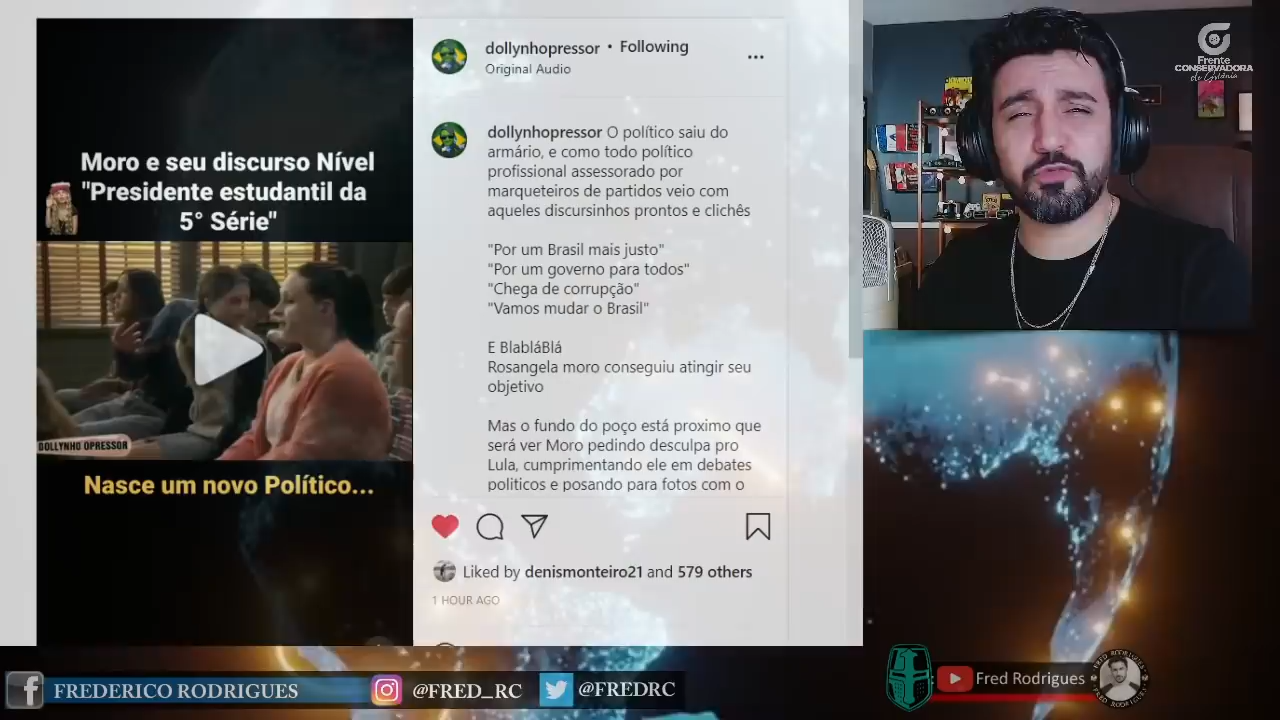 Moro e seu discurso Nível
"Presidente estudantil da
5° Série"
DOLLYNHO OPRESSOR
Nasce um novo Político...
dollynhopressor • Following
Original Audio
dollynhopressor O político saiu do
armário, e como todo político
profissional assessorado por
marqueteiros de partidos veio com
aqueles discursinhos prontos e clichês
"Por um Brasil mais justo"
"Por um governo para todos"
"Chega de corrupção"
"Vamos mudar o Brasil"
E BlabláBlá
Rosangela moro conseguiu atingir seu
objetivo
Mas o fundo do poço está proximo que
será ver Moro pedindo desculpa pro
Lula, cumprimentando ele em debates
politicos e posando para fotos com o
Liked by denismonteiro21 and 579 others
1 HOUR AGO
Frente
CONSERVADORA
de Goiânia
FREDERICO RODRIGUES
@FRED_RC
@FREDRC
Fred Rodrigues
FRED RODRIGUES